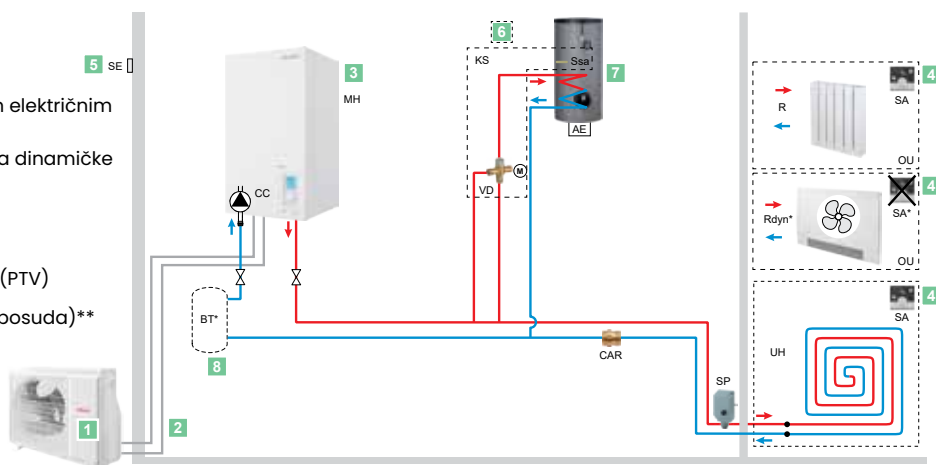 5 SE
n električnim
a dinamičke
(PTV)
posuda)**
3
MH
CC
6
KS
Ssa
7
AE
M
VD
BT*
8
1
2
CAR
SP
4
SA
R
OU
4
SA*
Rdyn*
OU
4
SA
UH